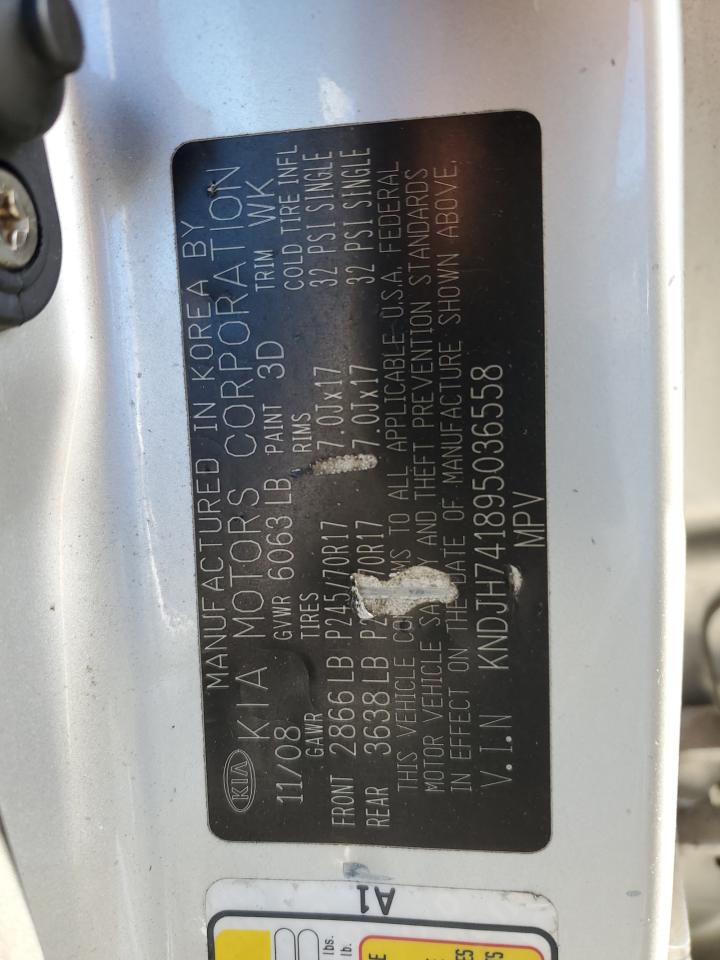 MANUFACTURED IN KOREA BY
KIA KIA MOTORS CORPORATION
11/08 GVWR 6063 LB PAINT 3D TRIM WK
GAWR TIRES RIMS COLD TIRE INFL
FRONT 2866 LB P245/70R17 7.0Jx17 32 PSI SINGLE
REAR 3638 LB 7.0Jx17 32 PSI SINGLE
THIS VEHICLE TO ALL APPLICABLE U.S.A. FEDERAL
MOTOR VEHICLE AND THEFT PREVENTION STANDARDS
IN EFFECT ON THE DATE OF MANUFACTURE SHOWN ABOVE.
V.I.N KNDJH741895036558
MPV
A1
lbs.
lb.